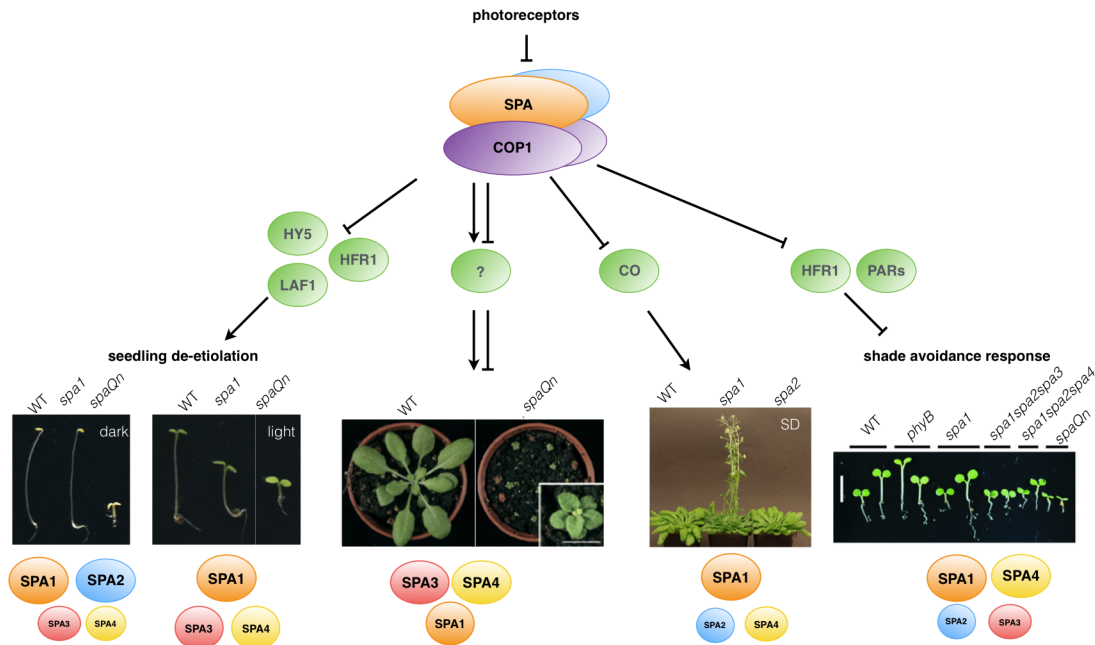 photoreceptors
SPA
COP1
HY5
HFR1
LAF1
?
CO
HFR1
PARs
seedling de-etiolation
shade avoidance response
WT
spa1
spaQn
dark
WT
spa1
spaQn
light
WT
spaQn
WT
spa1
spa2
SD
WT
phyB
spa1
spa1spa2spa3
spa1spa2spa4
spaQn
SPA1
SPA2
SPA3
SPA4
SPA1
SPA3
SPA4
SPA3
SPA4
SPA1
SPA1
SPA2
SPA4
SPA1
SPA4
SPA2
SPA3